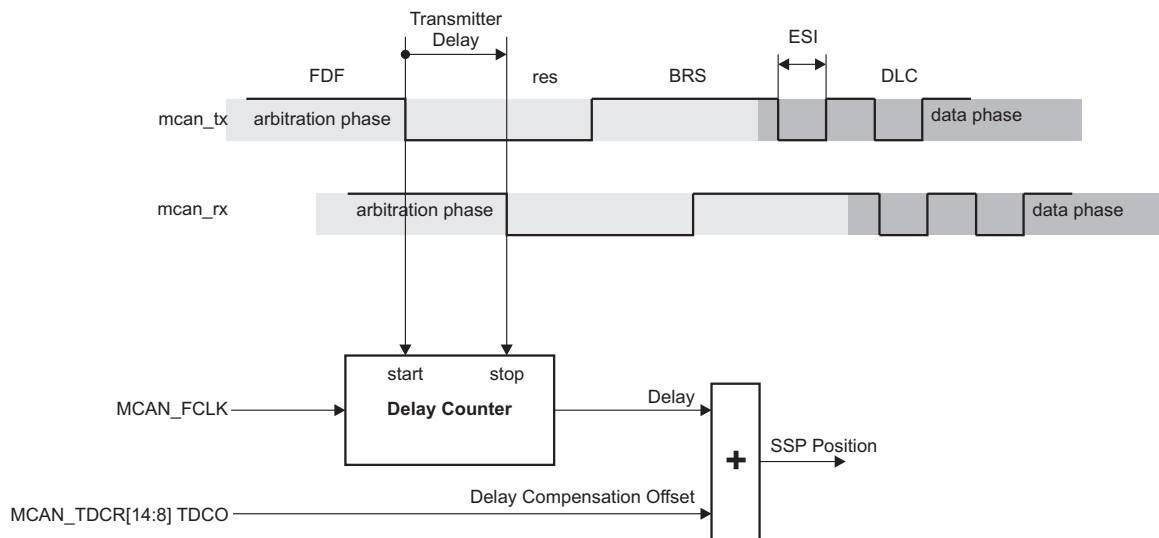 Transmitter
Delay
ESI
FDF
res
BRS
DLC
mcan_tx
arbitration phase
data phase
mcan_rx
arbitration phase
data phase
start
stop
MCAN_FCLK
Delay Counter
Delay
+
SSP Position
Delay Compensation Offset
MCAN_TDCR[14:8] TDCO